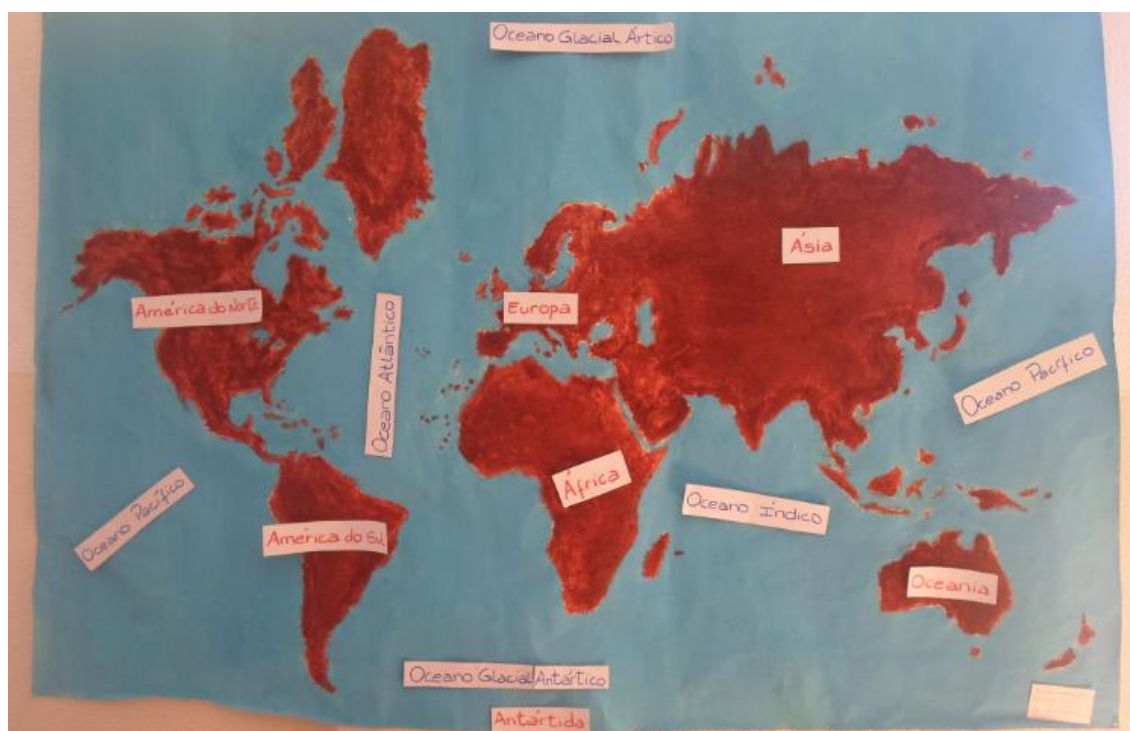 Oceano Glacial Ártico
Ásia
América do Norte
Europa
Oceano Atlântico
Oceano Pacífico
África
Oceano Pacífico
Oceano Índico
América do Sul
Oceania
Oceano Glacial Antártico
Antártida